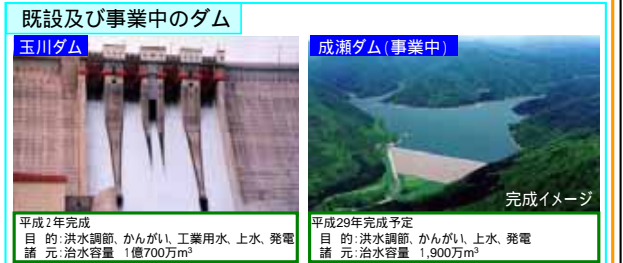 既設及び事業中のダム
玉川ダム
成瀬ダム(事業中)
完成イメージ
平成2年完成
目 的:洪水調節、かんがい、工業用水、上水、発電
諸 元:治水容量 1億700万m³
平成29年完成予定
目 的:洪水調節、かんがい、上水、発電
諸 元:治水容量 1,900万m³